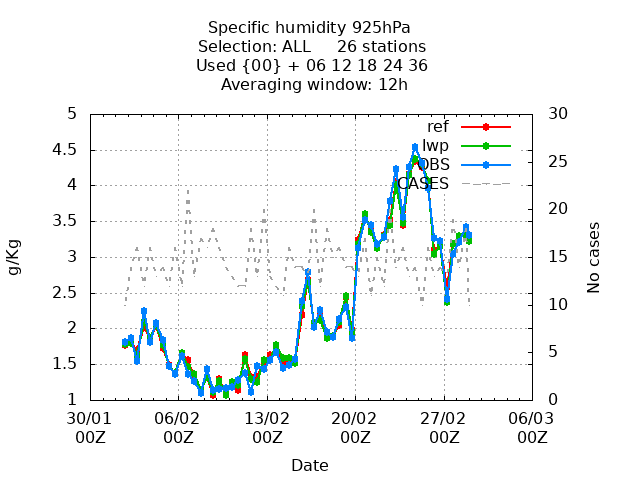 Specific humidity 925hPa
Selection: ALL 26 stations
Used {00} + 06 12 18 24 36
Averaging window: 12h
g/Kg
5
4.5
4
3.5
3
2.5
2
1.5
1
ref
lwp
OBS
CASES
30
25
20
15
10
5
0
No cases
30/01 06/02 13/02 20/02 27/02 06/03
00Z 00Z 00Z 00Z 00Z 00Z
Date